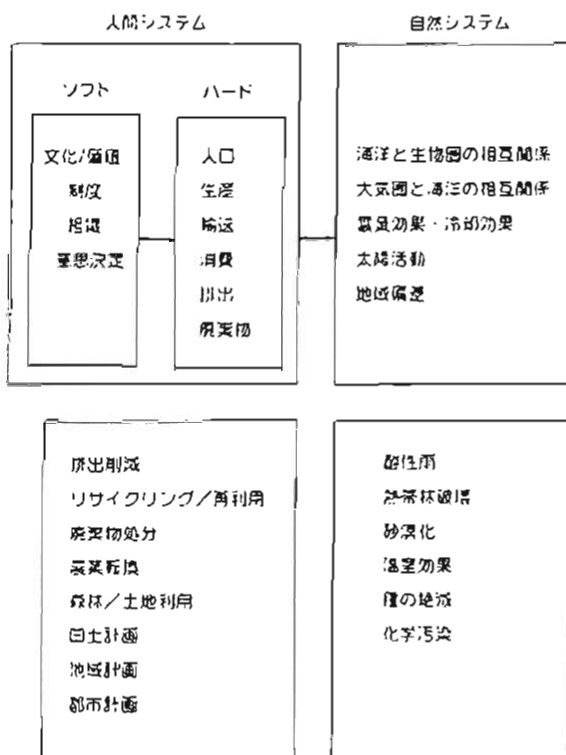 人間システム
自然システム
ソフト
ハード
文化/価値
制度
組織
意思決定
人口
生産
輸送
消費
排出
廃棄物
海洋と生物圏の相互関係
大気圏と海洋の相互関係
温室効果・冷却効果
太陽活動
地域偏差
排出削減
リサイクリング/再利用
廃棄物処分
農業転換
森林/土地利用
国土計画
地域計画
都市計画
酸性雨
熱帯林破壊
砂漠化
温室効果
種の絶滅
化学汚染